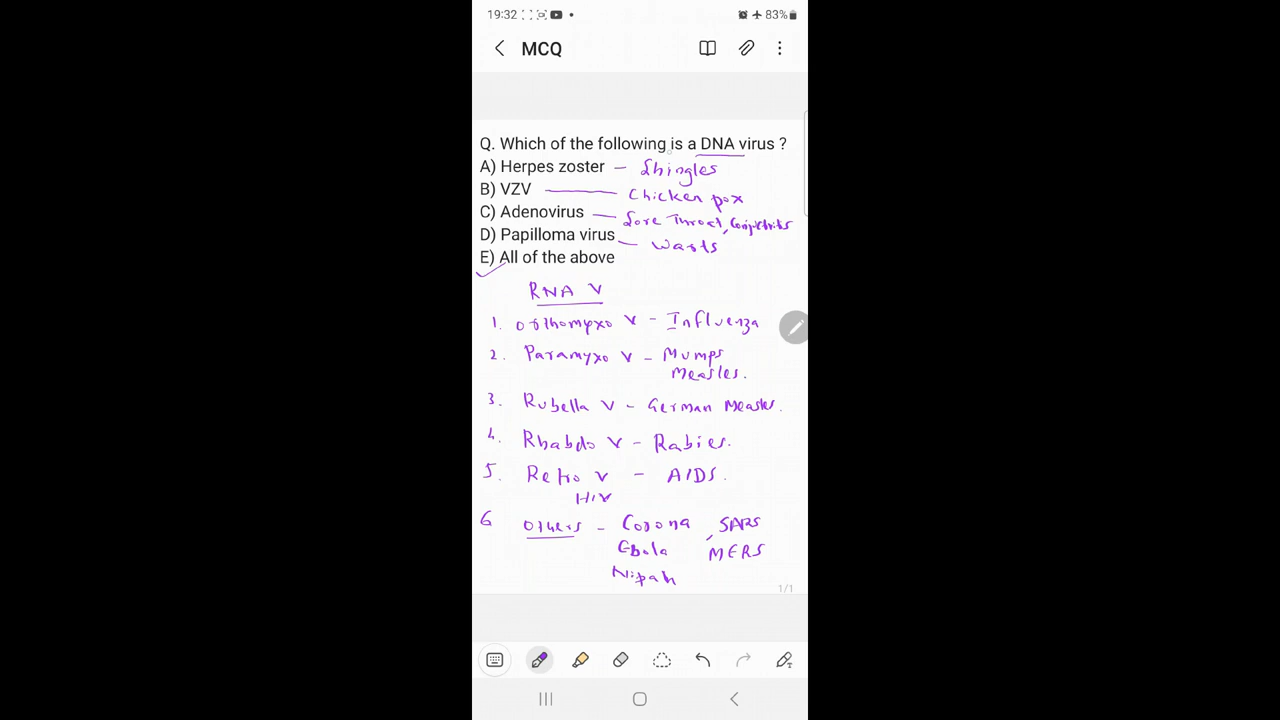 19:32 83%
MCQ
Q. Which of the following is a DNA virus ?
A) Herpes zoster - Shingles
B) VZV - Chicken pox
C) Adenovirus - Sore Throat, Conjuctivitis
D) Papilloma virus - Warts
E) All of the above
RNA V
1. Orthomyxo V - Influenza
2. Paramyxo V - Mumps
Measles.
3. Rubella V - German Measles.
4. Rhabdo V - Rabies.
5. Retro V - AIDS.
HIV
6 Others - Corona, SARS
Ebola MERS
Nipah
1/1